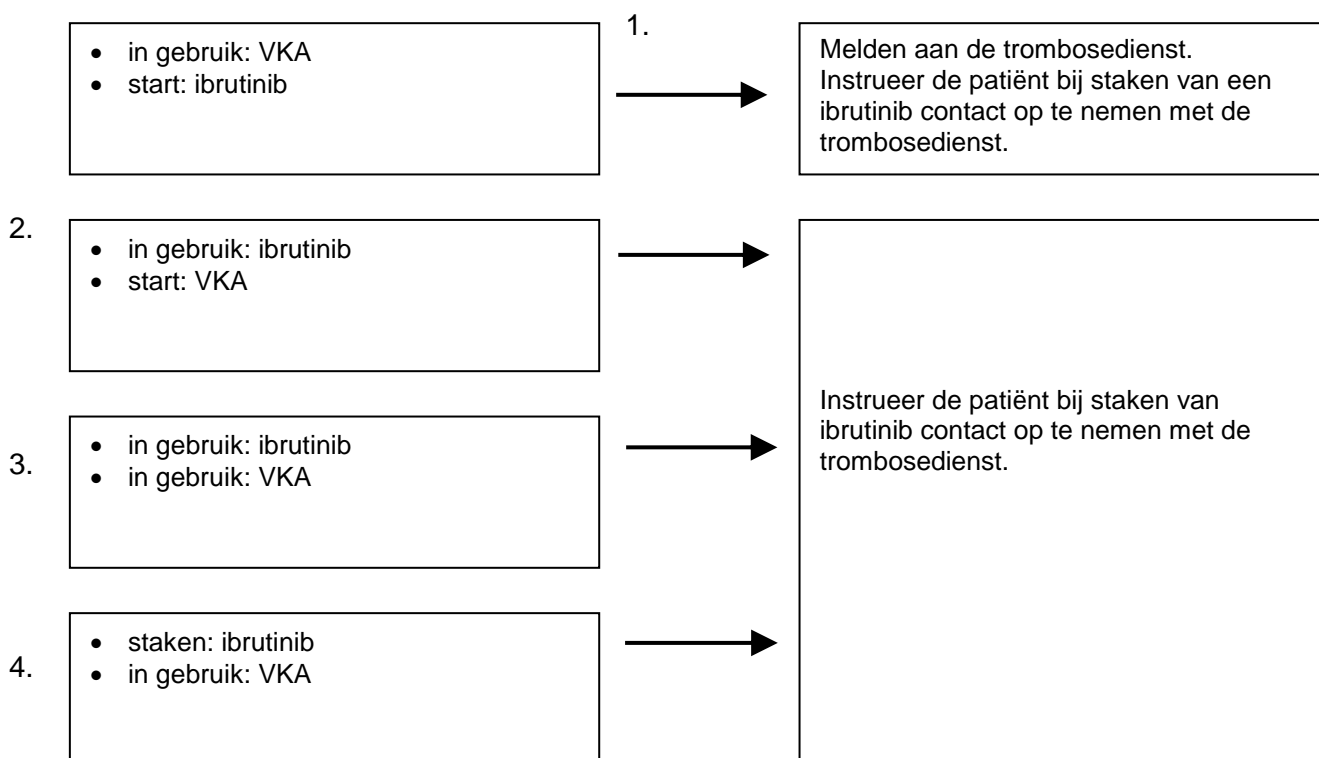 1.
• in gebruik: VKA
• start: ibrutinib
Melden aan de trombosedienst.
Instrueer de patiënt bij staken van een
ibrutinib contact op te nemen met de
trombosedienst.
2.
• in gebruik: ibrutinib
• start: VKA
3.
• in gebruik: ibrutinib
• in gebruik: VKA
Instrueer de patiënt bij staken van
ibrutinib contact op te nemen met de
trombosedienst.
4.
• staken: ibrutinib
• in gebruik: VKA